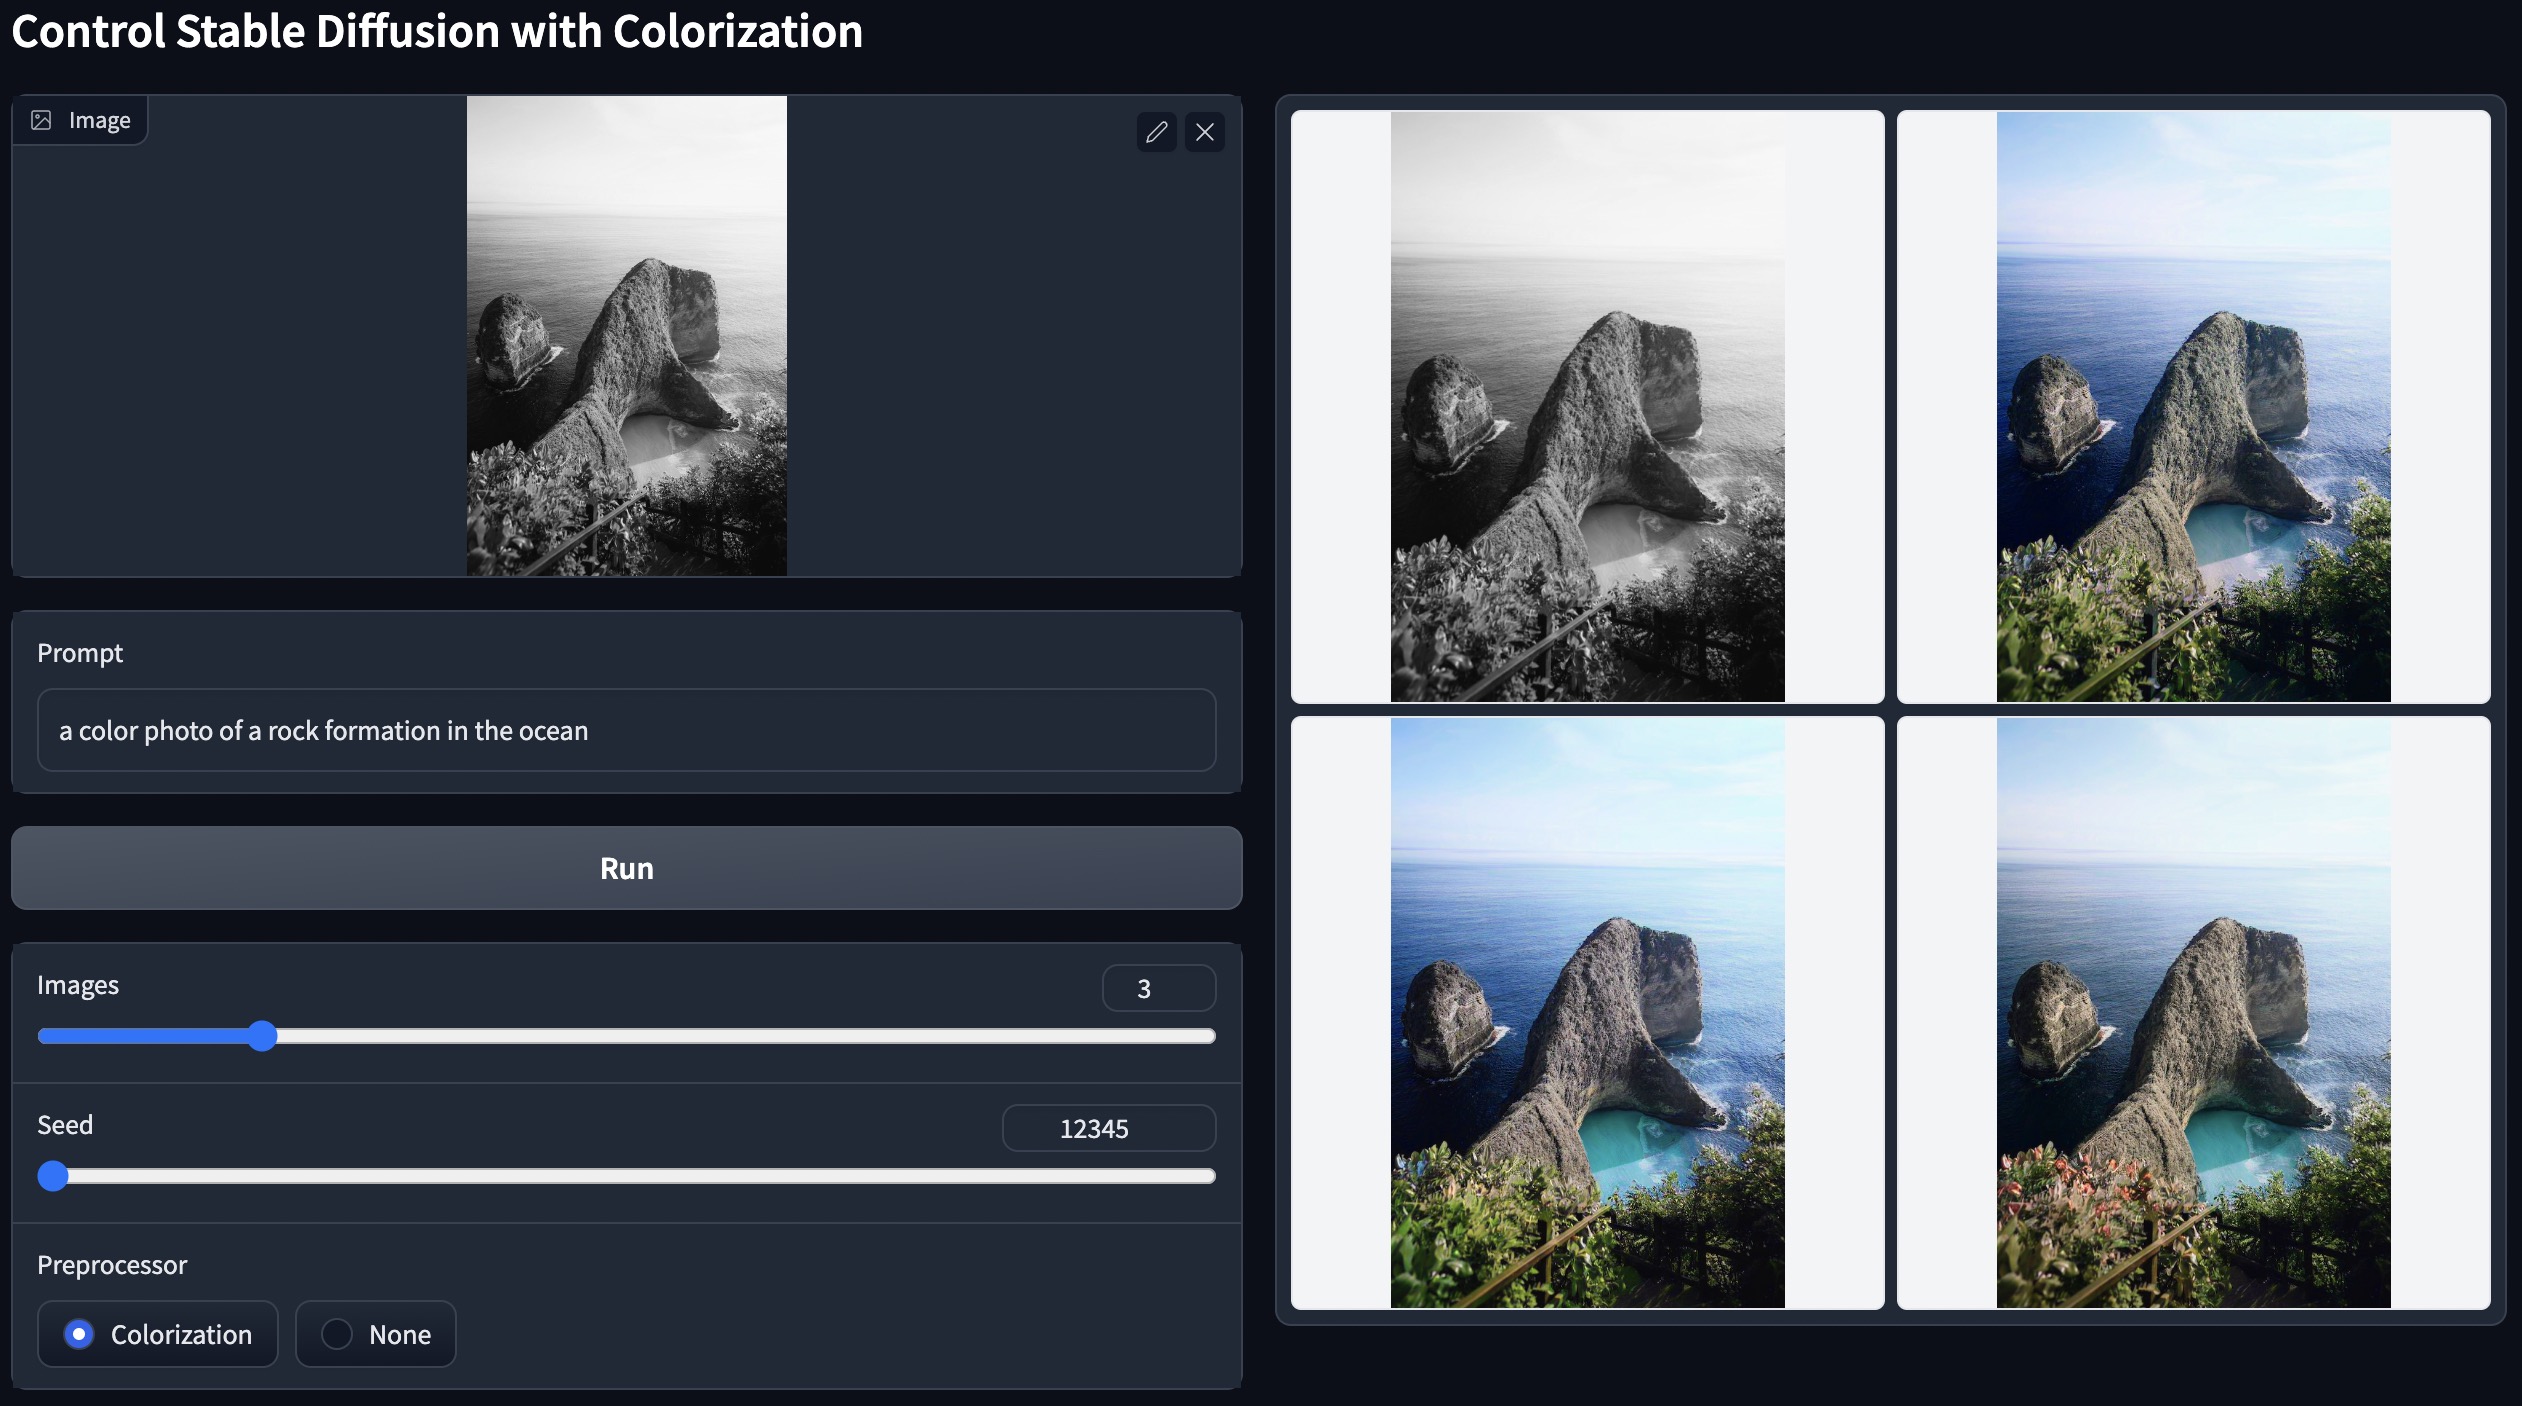 Control Stable Diffusion with Colorization
Image
Prompt
a color photo of a rock formation in the ocean
Run
Images
3
Seed
12345
Preprocessor
Colorization
None